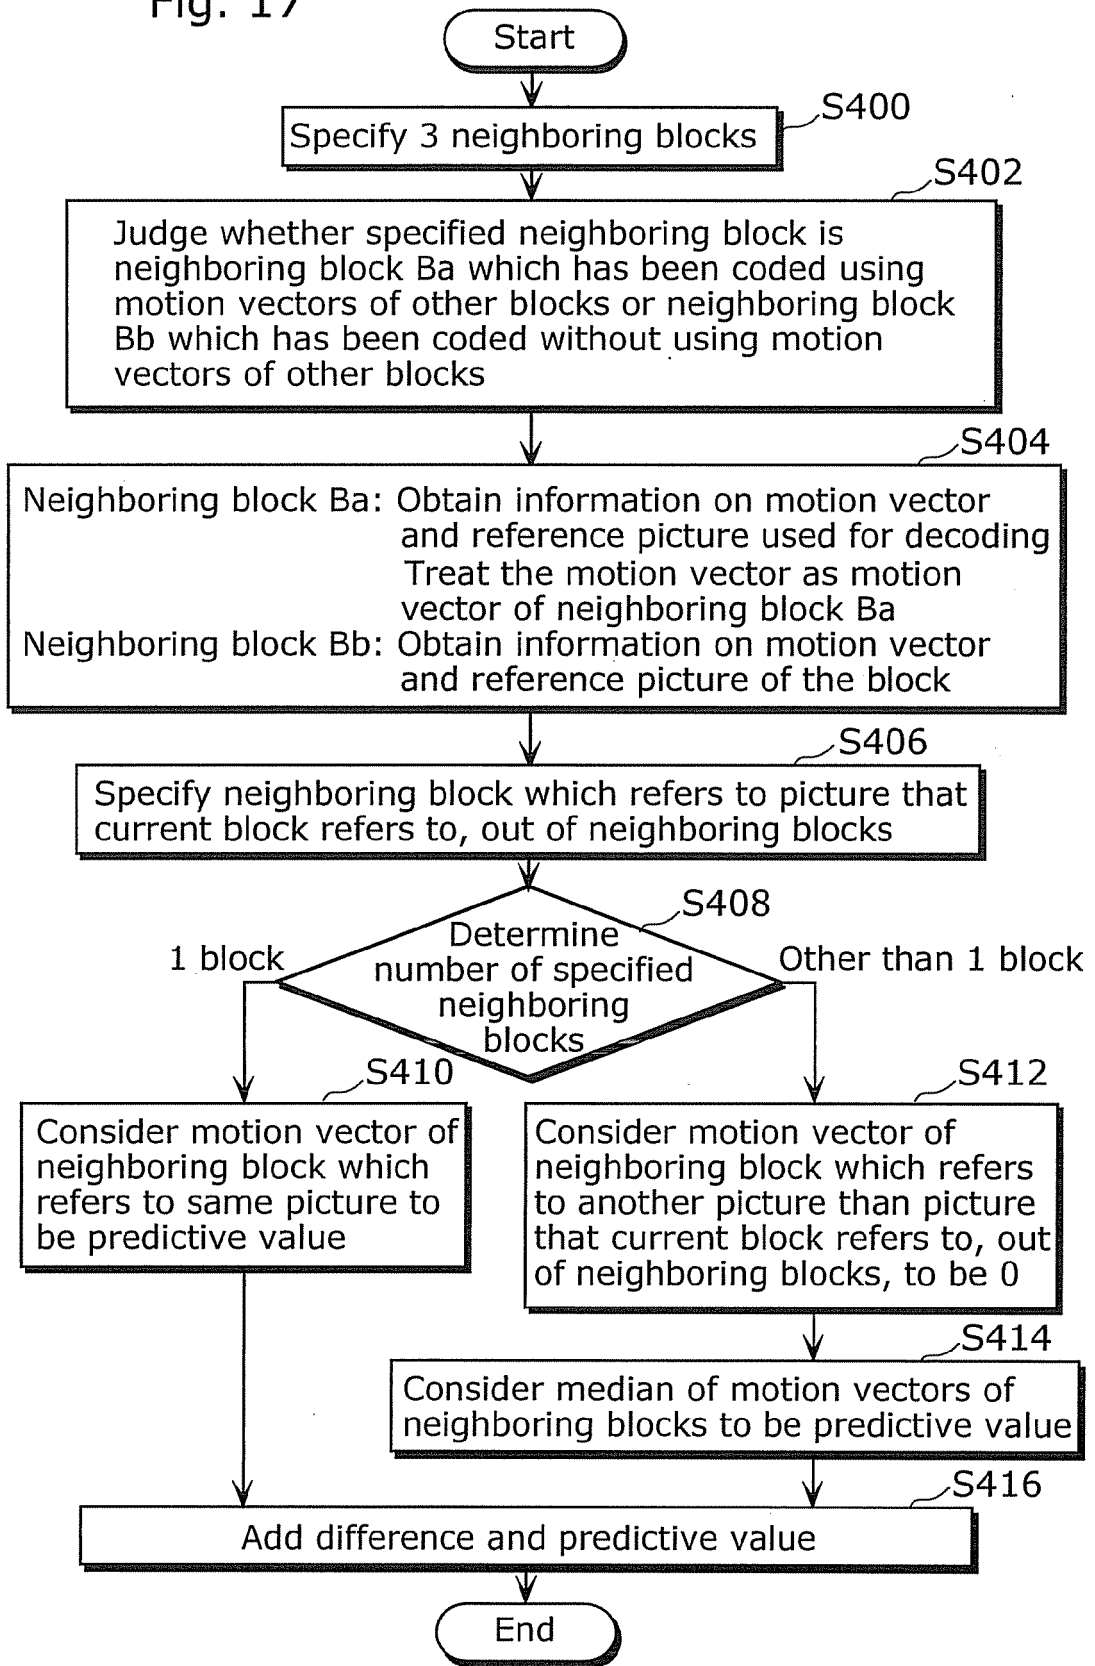 Fig. 17
Start
S400
Specify 3 neighboring blocks
S402
Judge whether specified neighboring block is
neighboring block Ba which has been coded using
motion vectors of other blocks or neighboring block
Bb which has been coded without using motion
vectors of other blocks
S404
Neighboring block Ba: Obtain information on motion vector
and reference picture used for decoding
Treat the motion vector as motion
vector of neighboring block Ba
Neighboring block Bb: Obtain information on motion vector
and reference picture of the block
S406
Specify neighboring block which refers to picture that
current block refers to, out of neighboring blocks
S408
Determine
number of specified
neighboring
blocks
1 block
Other than 1 block
S410
Consider motion vector of
neighboring block which
refers to same picture to
be predictive value
S412
Consider motion vector of
neighboring block which refers
to another picture than picture
that current block refers to, out
of neighboring blocks, to be 0
S414
Consider median of motion vectors of
neighboring blocks to be predictive value
S416
Add difference and predictive value
End